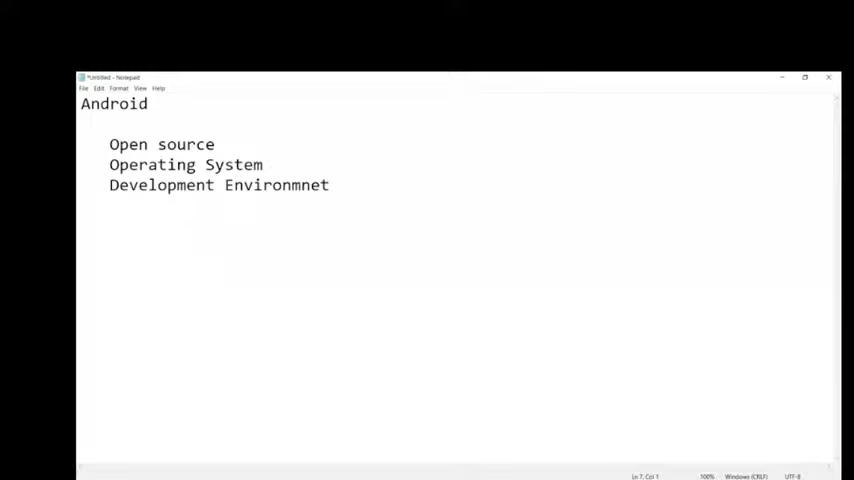 *Untitled - Notepad
File Edit Format View Help
Android
Open source
Operating System
Development Environmnet
Ln 7, Col 1 100% Windows (CRLF) UTF-8